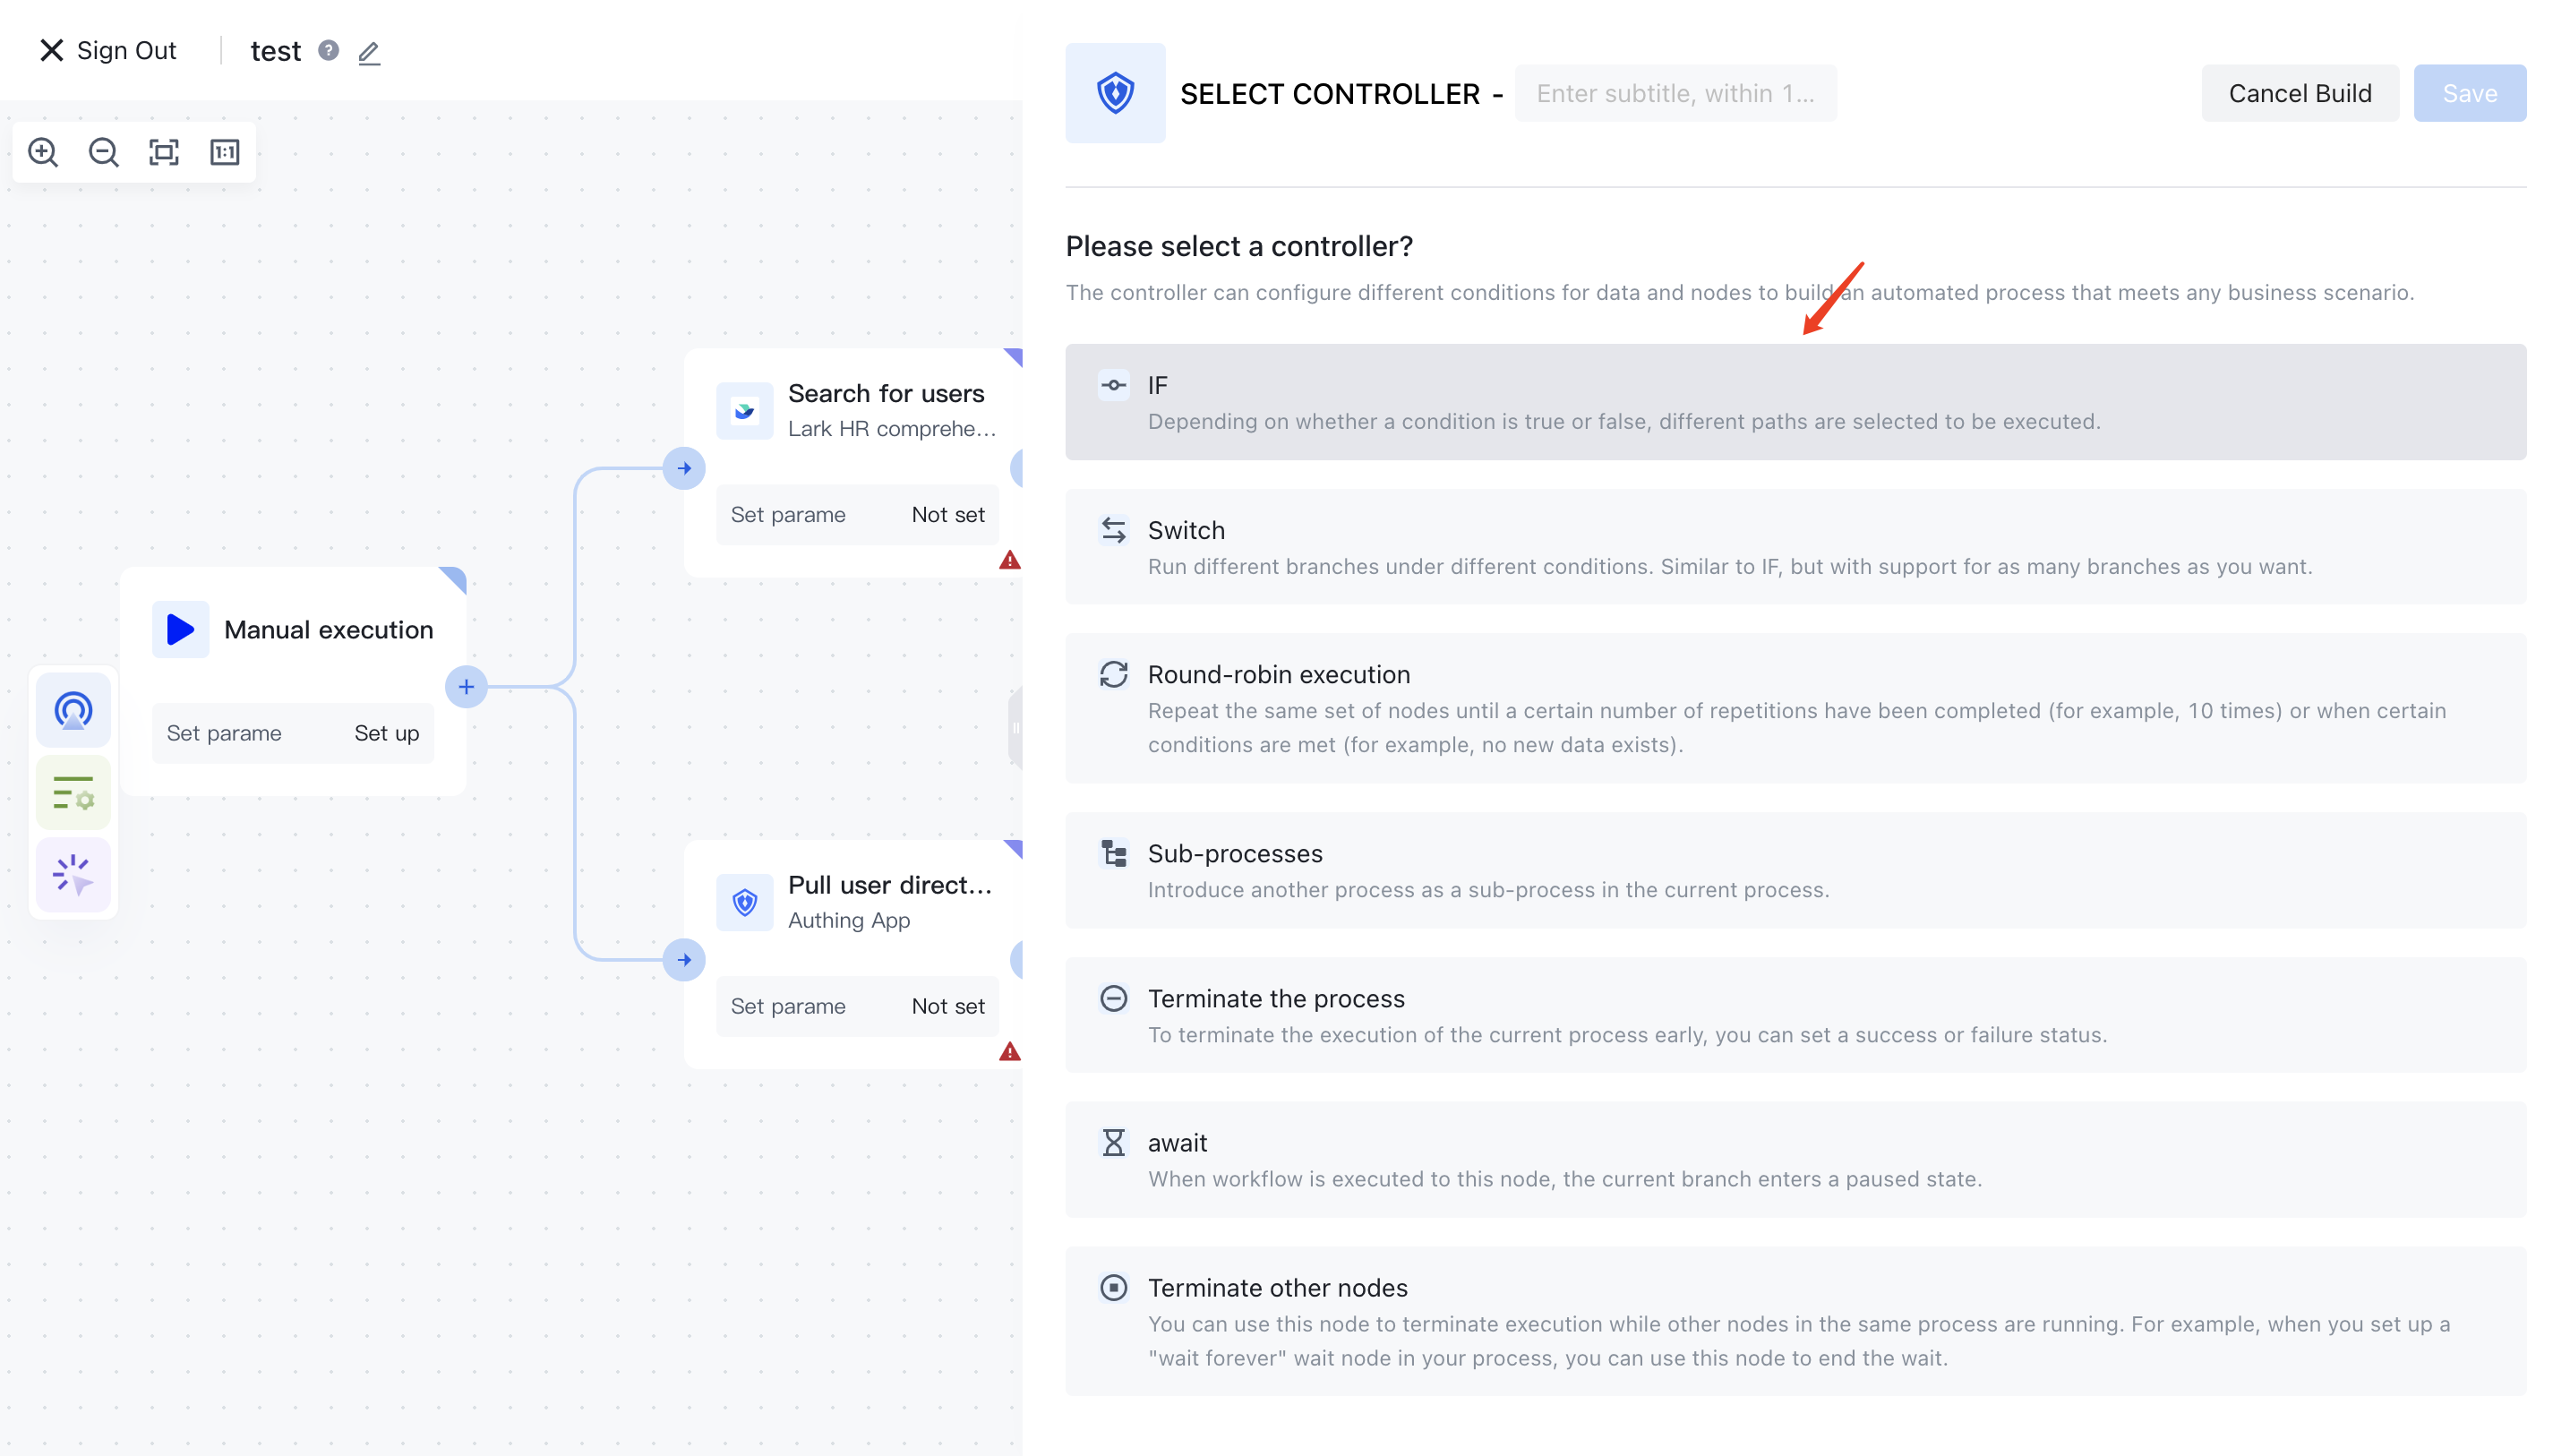 Sign Out
test
1:1
Search for users
Lark HR comprehe...
Set parame Not set
Manual execution
Set parame Set up
Pull user direct...
Authing App
Set parame Not set
SELECT CONTROLLER -
Enter subtitle, within 1...
Cancel Build
Save
Please select a controller?
The controller can configure different conditions for data and nodes to build an automated process that meets any business scenario.
IF
Depending on whether a condition is true or false, different paths are selected to be executed.
Switch
Run different branches under different conditions. Similar to IF, but with support for as many branches as you want.
Round-robin execution
Repeat the same set of nodes until a certain number of repetitions have been completed (for example, 10 times) or when certain
conditions are met (for example, no new data exists).
Sub-processes
Introduce another process as a sub-process in the current process.
Terminate the process
To terminate the execution of the current process early, you can set a success or failure status.
await
When workflow is executed to this node, the current branch enters a paused state.
Terminate other nodes
You can use this node to terminate execution while other nodes in the same process are running. For example, when you set up a
"wait forever" wait node in your process, you can use this node to end the wait.